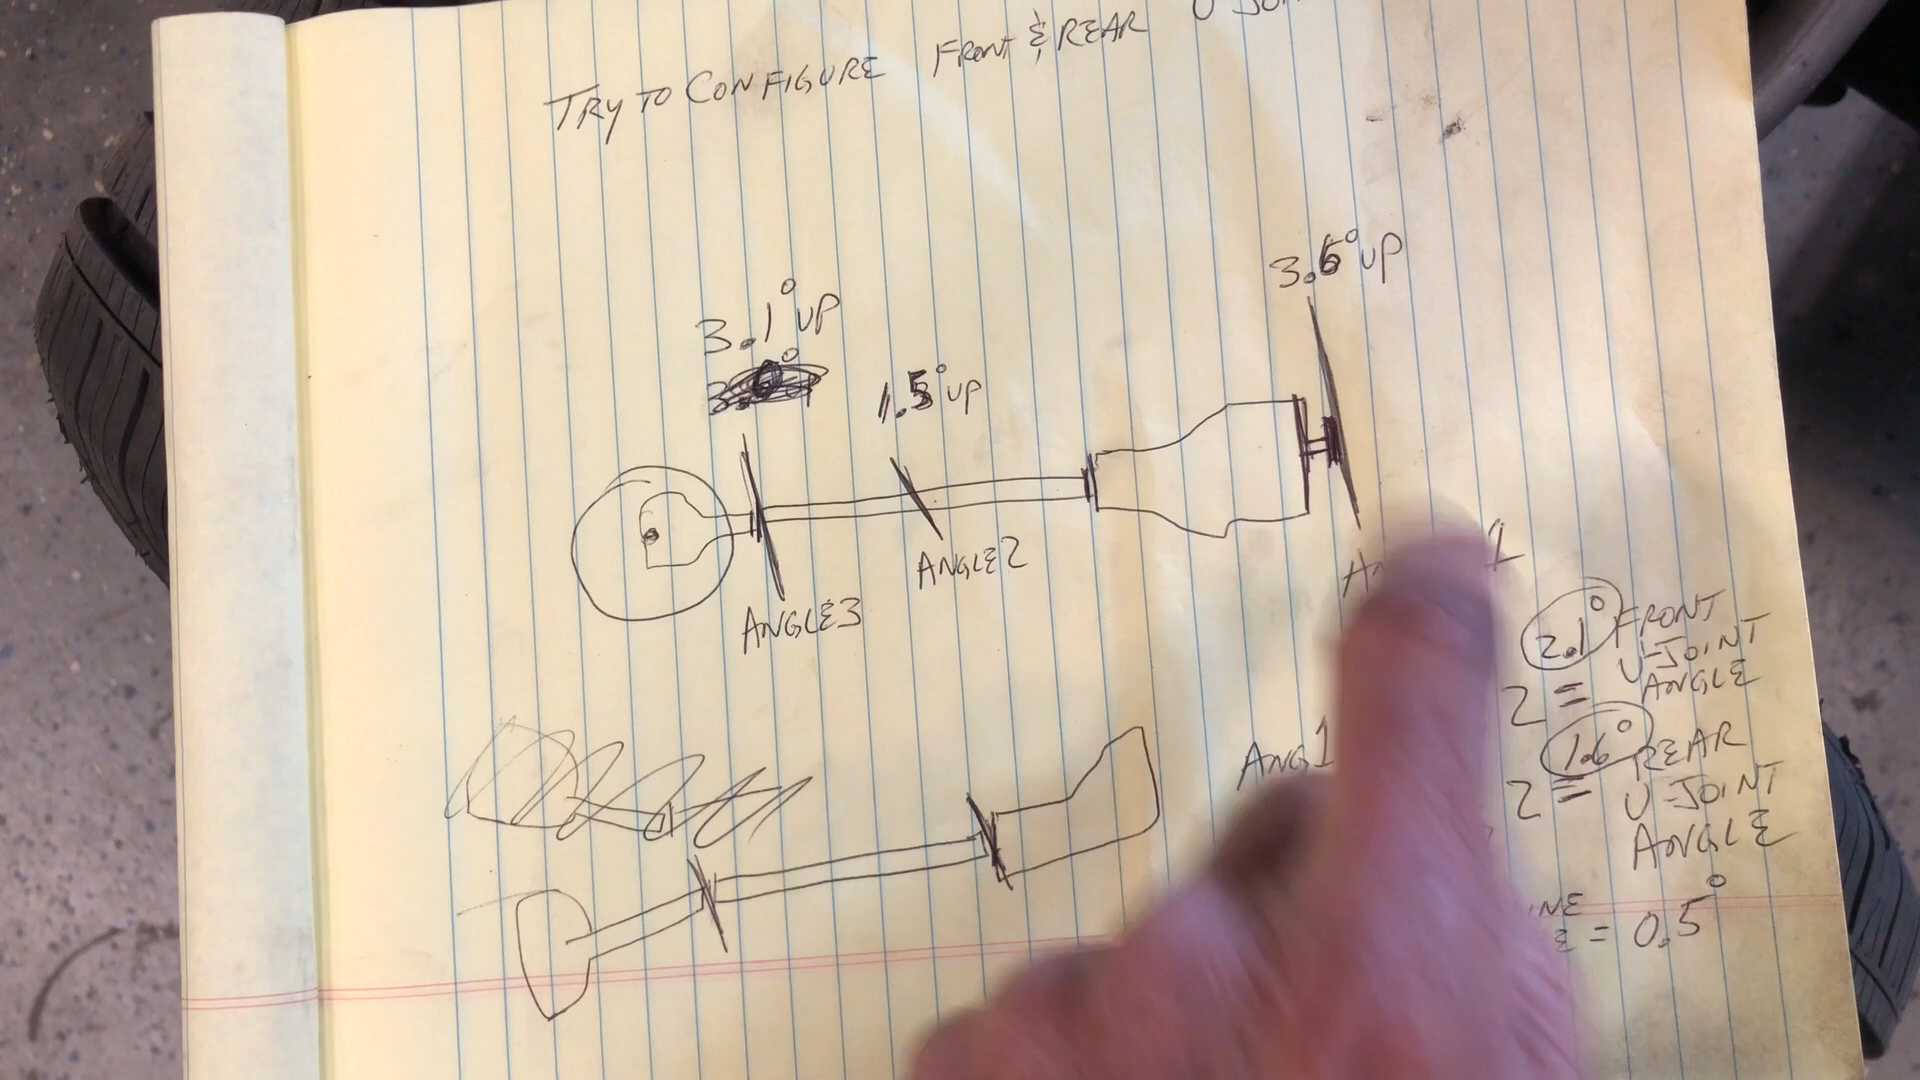 TRY TO CONFIGURE FRONT & REAR U
3.6° UP
3.1° UP
1.5° UP
ANGLE 2
ANGLE 3
1
2.1° FRONT
U-JOINT
2 = ANGLE
ANG 1
1.6° REAR
2 = U-JOINT
ANGLE
= 0.5°